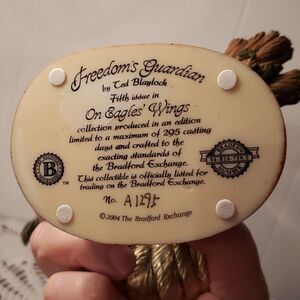 Freedom's Guardian
by Ted Blaylock
Fifth issue in
On Eagles' Wings
collection produced in an edition
limited to a maximum of 295 casting
days and crafted to the
exacting standards of
the Bradford Exchange.
This collectible is officially listed for
trading on the Bradford Exchange.
B
TM
No. A1295
©2004 The Bradford Exchange